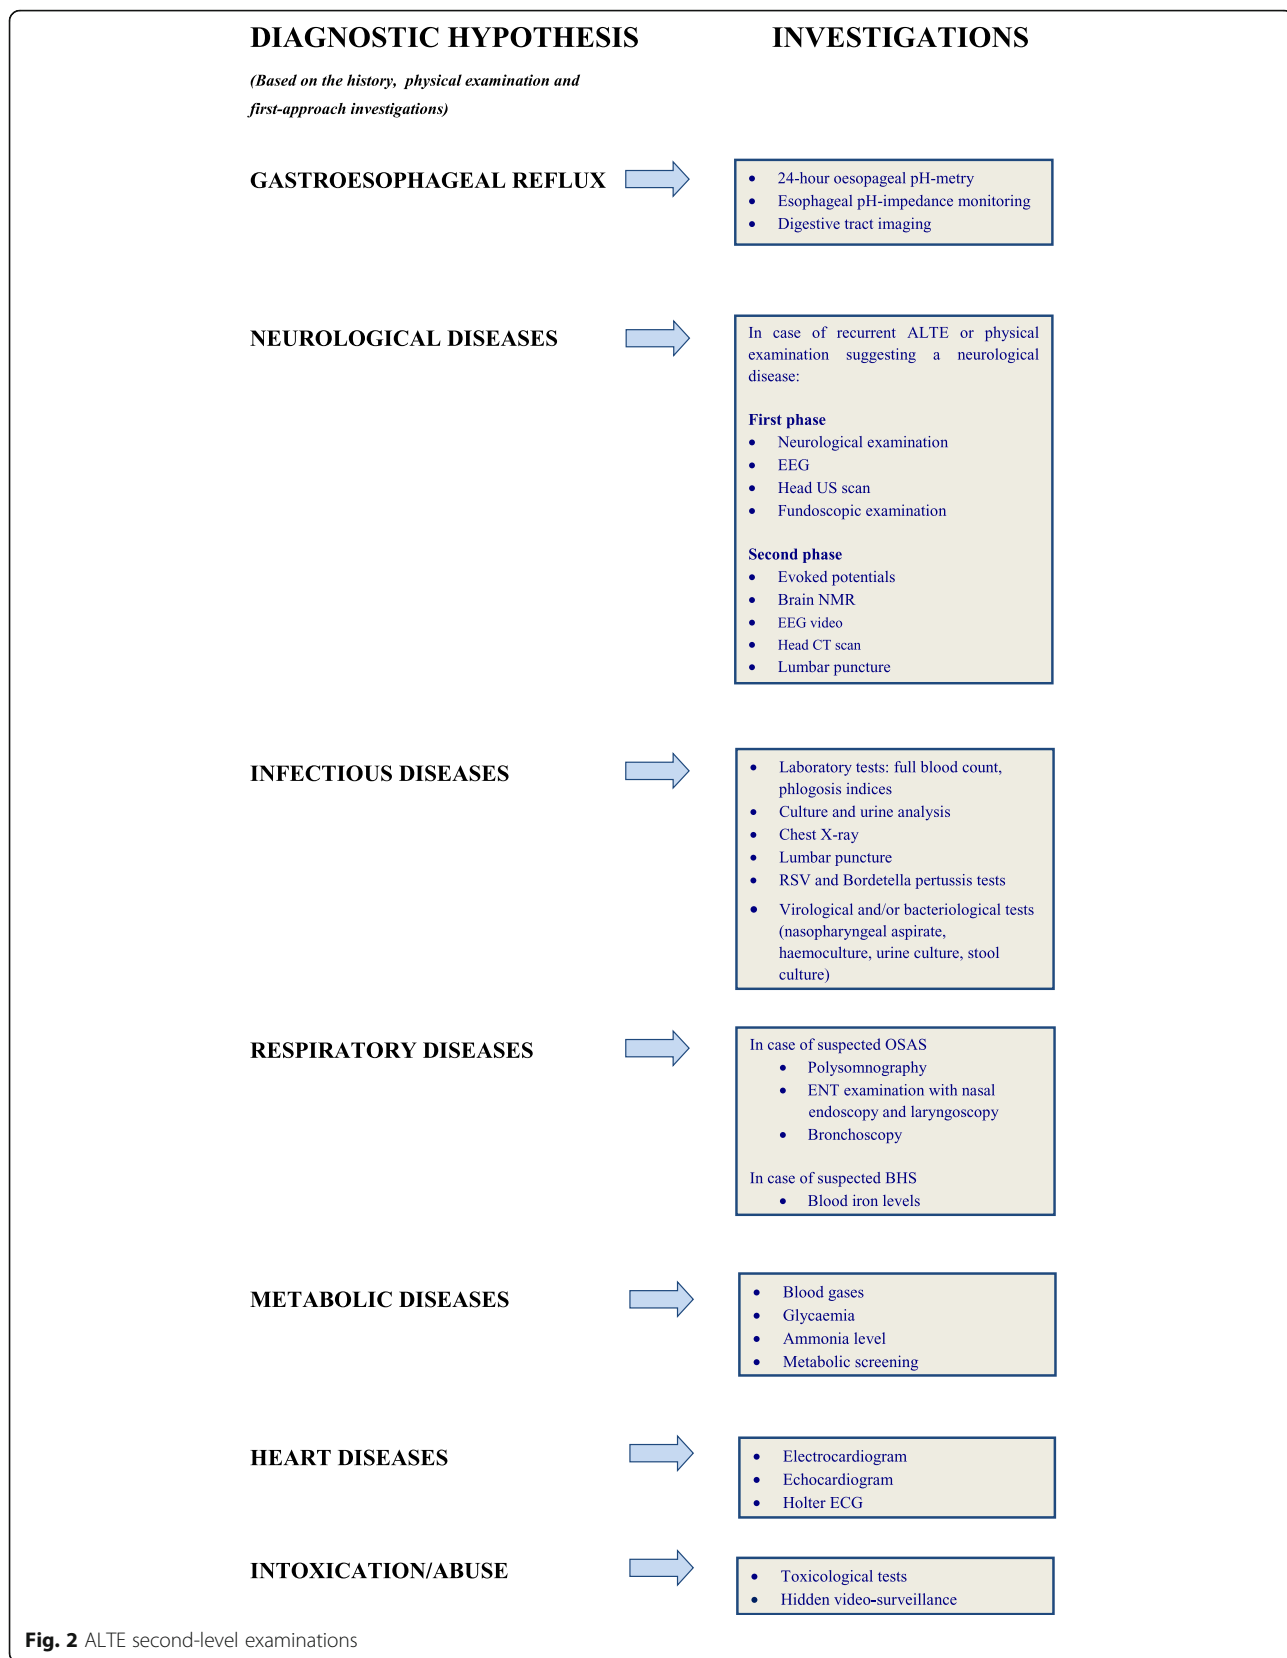 DIAGNOSTIC HYPOTHESIS
INVESTIGATIONS
(Based on the history, physical examination and
first-approach investigations)
GASTROESOPHAGEAL REFLUX
• 24-hour oesopageal pH-metry
• Esophageal pH-impedance monitoring
• Digestive tract imaging
NEUROLOGICAL DISEASES
In case of recurrent ALTE or physical
examination suggesting a neurological
disease:
First phase
• Neurological examination
• EEG
• Head US scan
• Fundoscopic examination
Second phase
• Evoked potentials
• Brain NMR
• EEG video
• Head CT scan
• Lumbar puncture
INFECTIOUS DISEASES
• Laboratory tests: full blood count,
phlogosis indices
• Culture and urine analysis
• Chest X-ray
• Lumbar puncture
• RSV and Bordetella pertussis tests
• Virological and/or bacteriological tests
(nasopharyngeal aspirate,
haemoculture, urine culture, stool
culture)
RESPIRATORY DISEASES
In case of suspected OSAS
• Polysomnography
• ENT examination with nasal
endoscopy and laryngoscopy
• Bronchoscopy
In case of suspected BHS
• Blood iron levels
METABOLIC DISEASES
• Blood gases
• Glycaemia
• Ammonia level
• Metabolic screening
HEART DISEASES
• Electrocardiogram
• Echocardiogram
• Holter ECG
INTOXICATION/ABUSE
• Toxicological tests
• Hidden video-surveillance
Fig. 2 ALTE second-level examinations